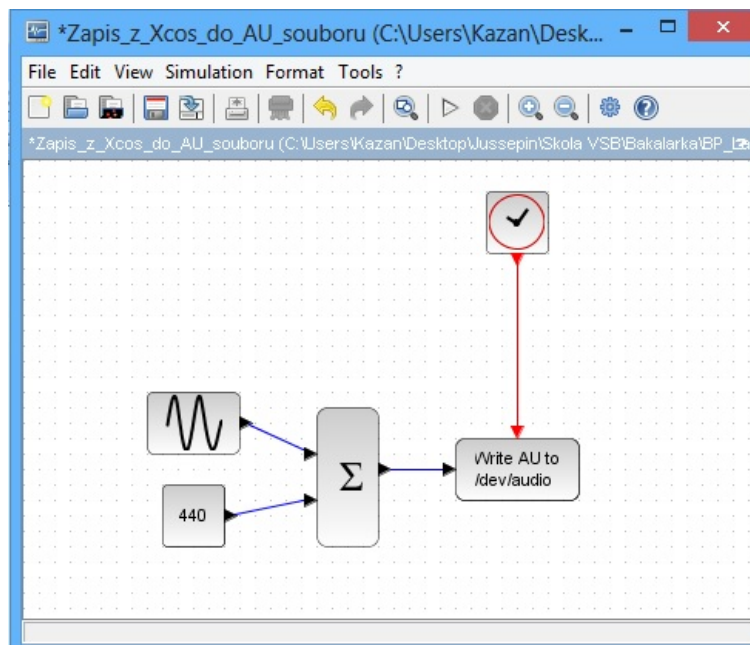 *Zapis_z_Xcos_do_AU_souboru (C:\Users\Kazan\Desk...
File Edit View Simulation Format Tools ?
*Zapis_z_Xcos_do_AU_souboru (C:\Users\Kazan\Desktop\Jussepin\Skola VSB\Bakalarka\BP_
440
Σ
Write AU to
/dev/audio